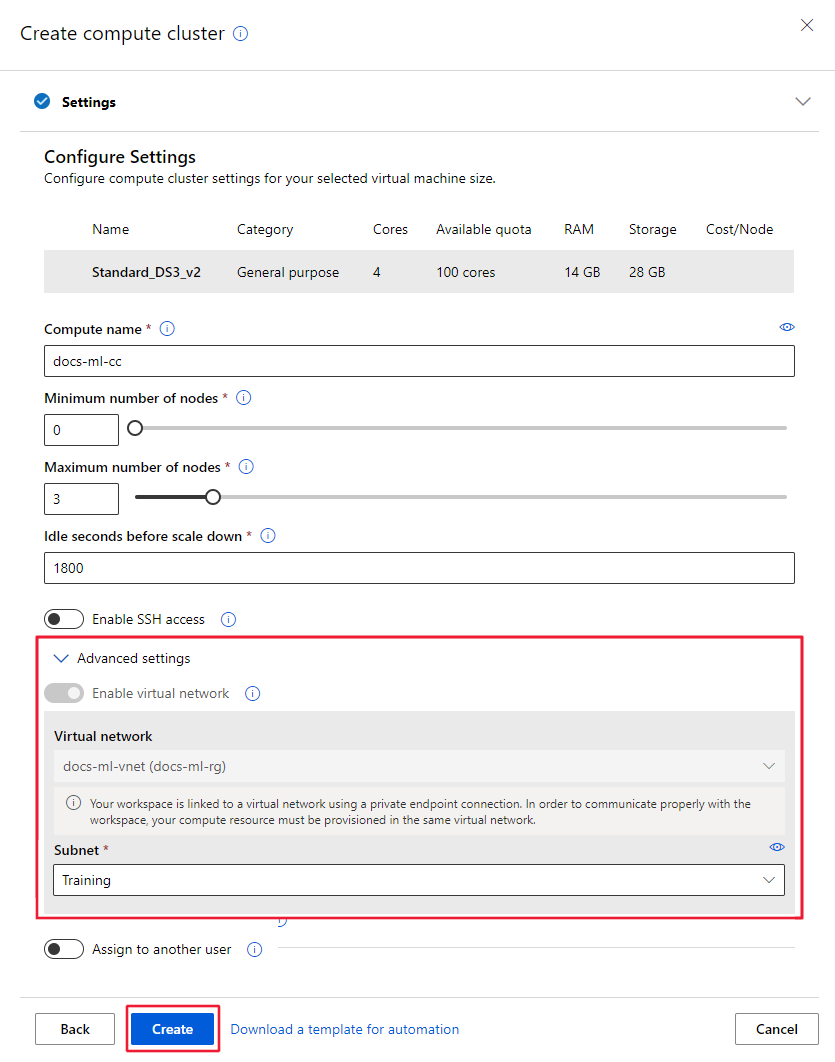 Create compute cluster
Settings
Configure Settings
Configure compute cluster settings for your selected virtual machine size.
Name Category Cores Available quota RAM Storage Cost/Node
Standard_DS3_v2 General purpose 4 100 cores 14 GB 28 GB
Compute name *
docs-ml-cc
Minimum number of nodes *
0
Maximum number of nodes *
3
Idle seconds before scale down *
1800
Enable SSH access
Advanced settings
Enable virtual network
Virtual network
docs-ml-vnet (docs-ml-rg)
Your workspace is linked to a virtual network using a private endpoint connection. In order to communicate properly with the
workspace, your compute resource must be provisioned in the same virtual network.
Subnet *
Training
Assign to another user
Back Create Download a template for automation Cancel